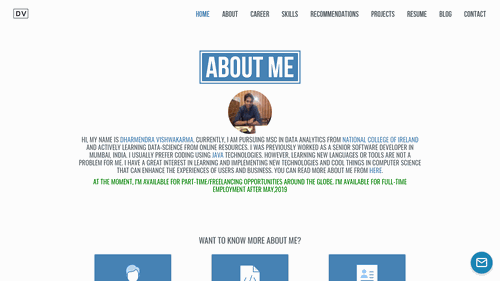 DV
HOME ABOUT CAREER SKILLS RECOMMENDATIONS PROJECTS RESUME BLOG CONTACT
ABOUT ME
HI, MY NAME IS DHARMENDRA VISHWAKARMA, CURRENTLY, I AM PURSUING MSC IN DATA ANALYTICS FROM NATIONAL COLLEGE OF IRELAND
AND ACTIVELY LEARNING DATA-SCIENCE FROM ONLINE RESOURCES. I WAS PREVIOUSLY WORKED AS A SENIOR SOFTWARE DEVELOPER IN
MUMBAI, INDIA, I USUALLY PREFER CODING USING JAVA TECHNOLOGIES. HOWEVER, LEARNING NEW LANGUAGES OR TOOLS ARE NOT A
PROBLEM FOR ME. I HAVE A GREAT INTEREST IN LEARNING AND IMPLEMENTING NEW TECHNOLOGIES AND COOL THINGS IN COMPUTER SCIENCE
THAT CAN ENHANCE THE EXPERIENCES OF USERS AND BUSINESS. YOU CAN READ MORE ABOUT ME FROM HERE.
AT THE MOMENT, I'M AVAILABLE FOR PART-TIME/FREELANCING OPPORTUNITIES AROUND THE GLOBE. I'M AVAILABLE FOR FULL-TIME
EMPLOYMENT AFTER MAY,2019
WANT TO KNOW MORE ABOUT ME?